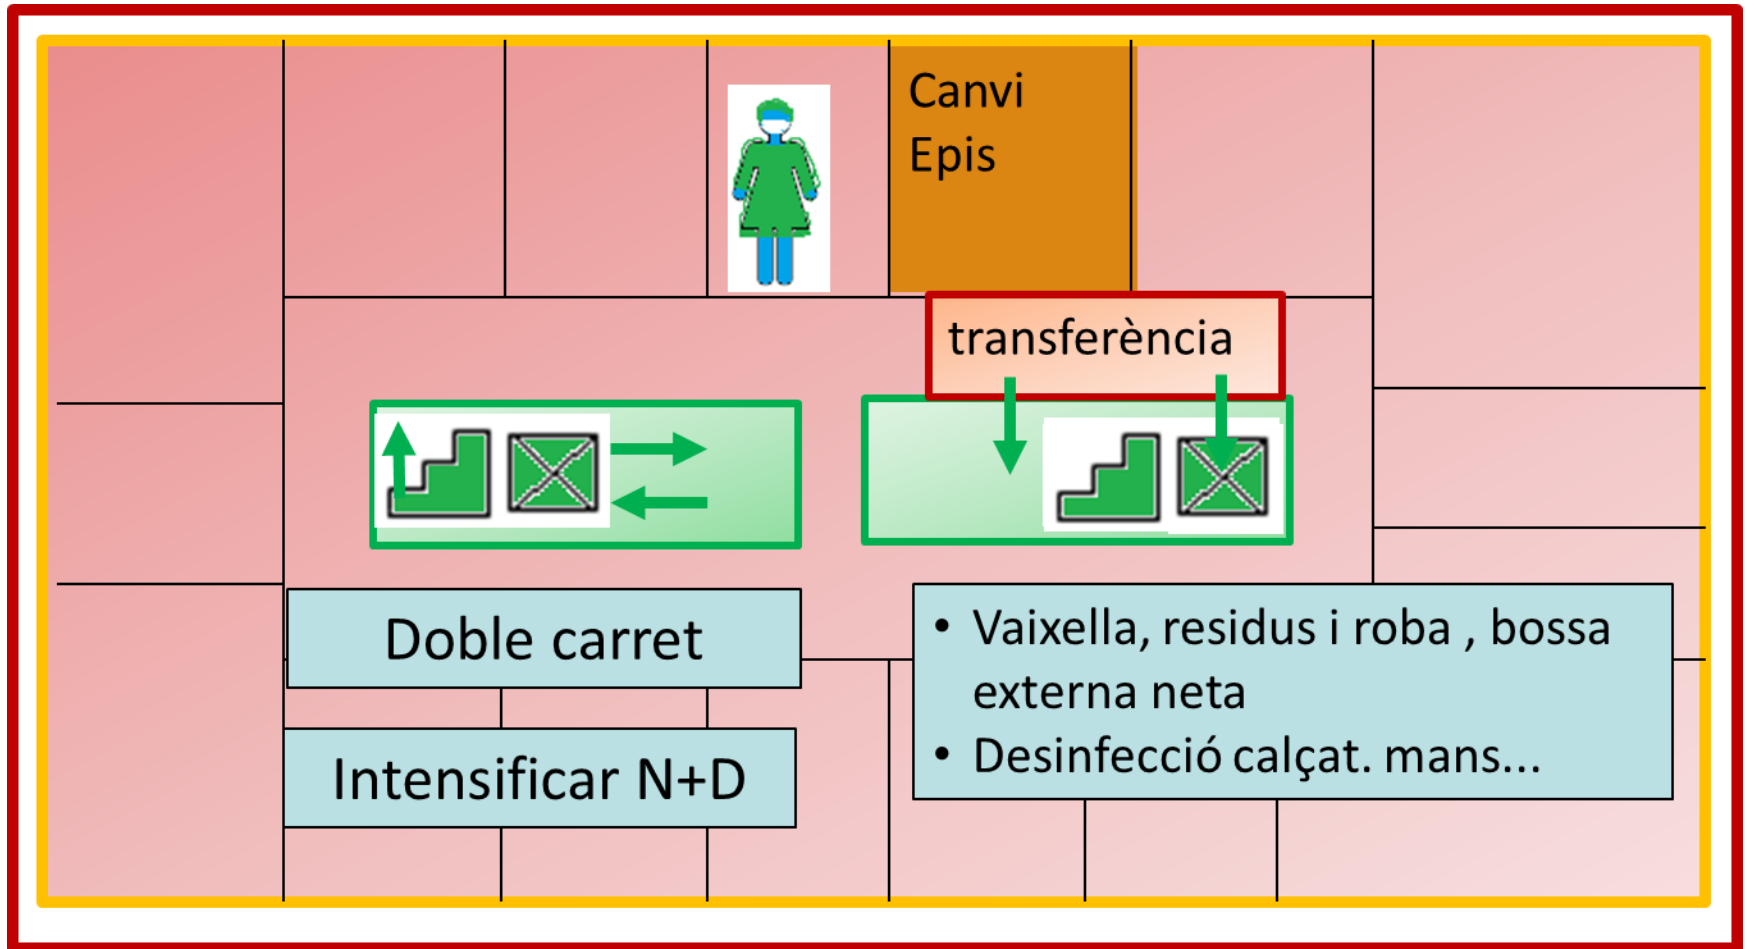 Canvi
Epis
transferència
Doble carret
Intensificar N+D
• Vaixella, residus i roba , bossa
externa neta
• Desinfecció calçat. mans...